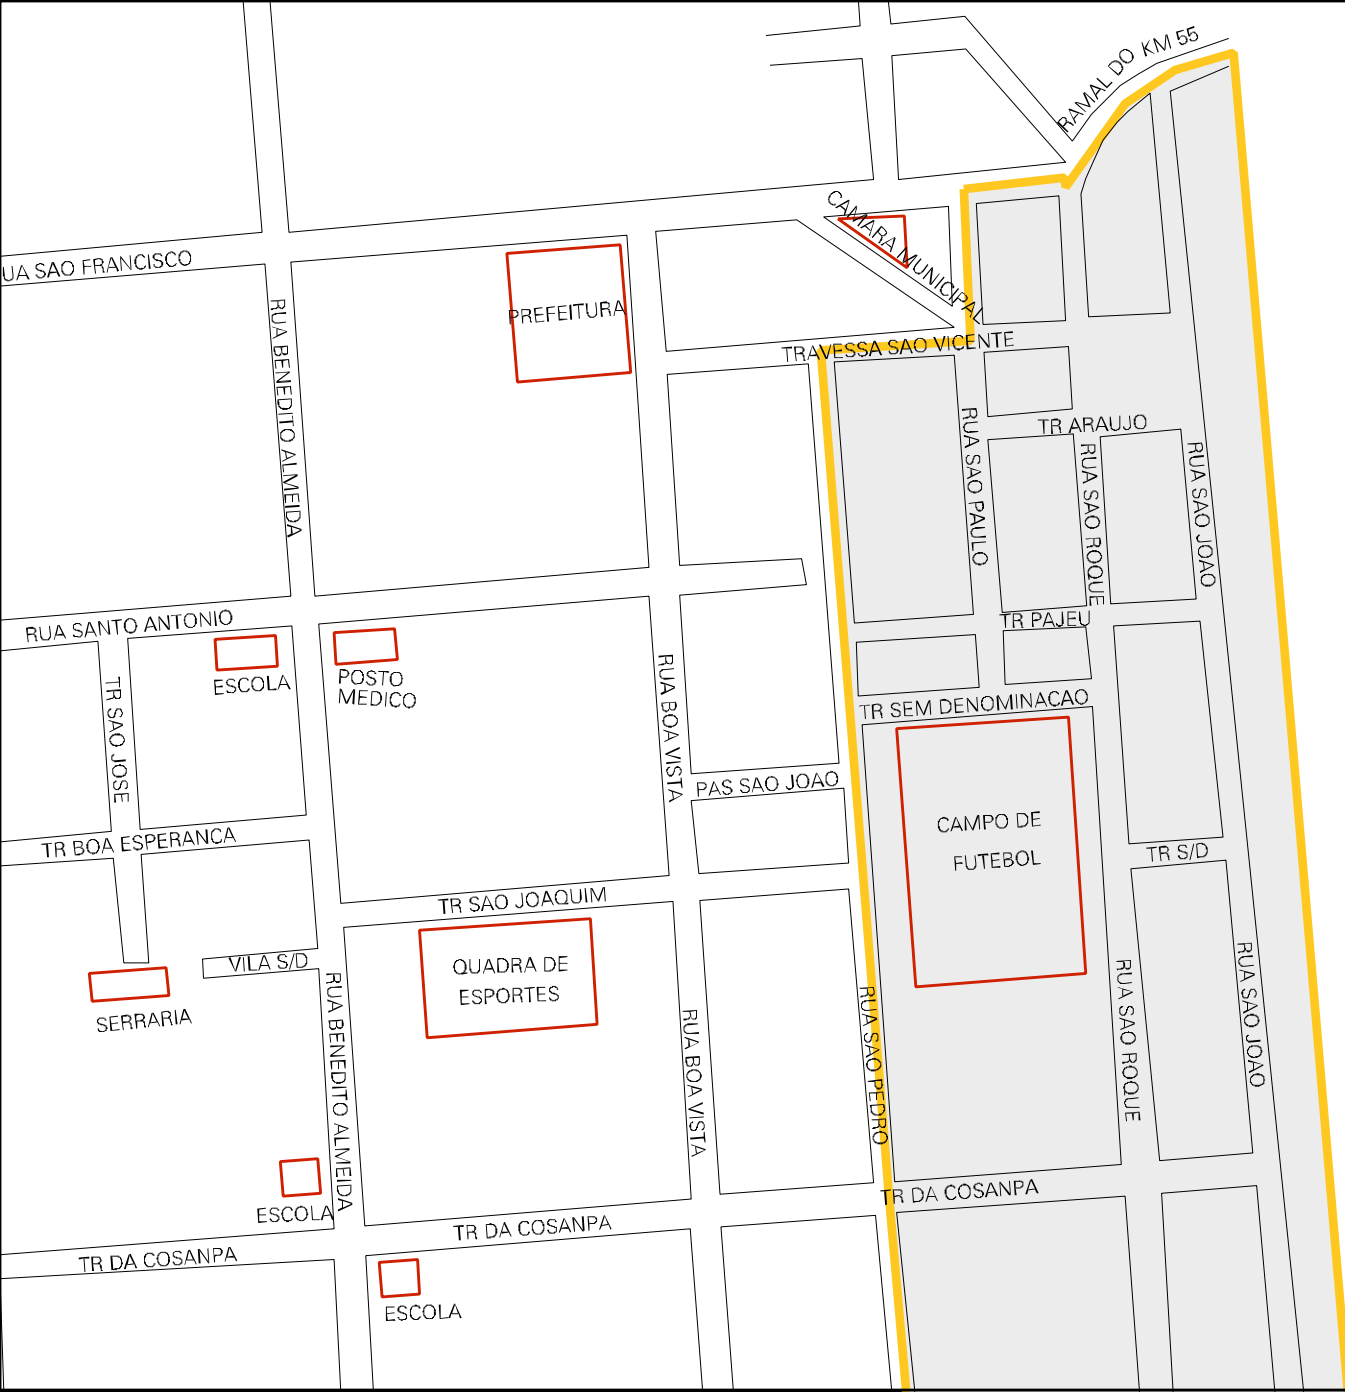 RAMAL DO KM 55
CAMARA MUNICIPAL
UA SAO FRANCISCO
PREFEITURA
RUA BENEDITO ALMEIDA
TRAVESSA SAO VICENTE
TR ARAUJO
RUA SAO PAULO
RUA SAO ROQUE
RUA SAO JOAO
RUA SANTO ANTONIO
TR PAJEU
ESCOLA
POSTO
MEDICO
TR SAO JOSE
RUA BOA VISTA
TR SEM DENOMINACAO
PAS SAO JOAO
CAMPO DE
FUTEBOL
TR BOA ESPERANCA
TR S/D
TR SAO JOAQUIM
VILA S/D
QUADRA DE
ESPORTES
SERRARIA
RUA BENEDITO ALMEIDA
RUA BOA VISTA
RUA SAO PEDRO
RUA SAO ROQUE
RUA SAO JOAO
ESCOLA
TR DA COSANPA
TR DA COSANPA
TR DA COSANPA
ESCOLA